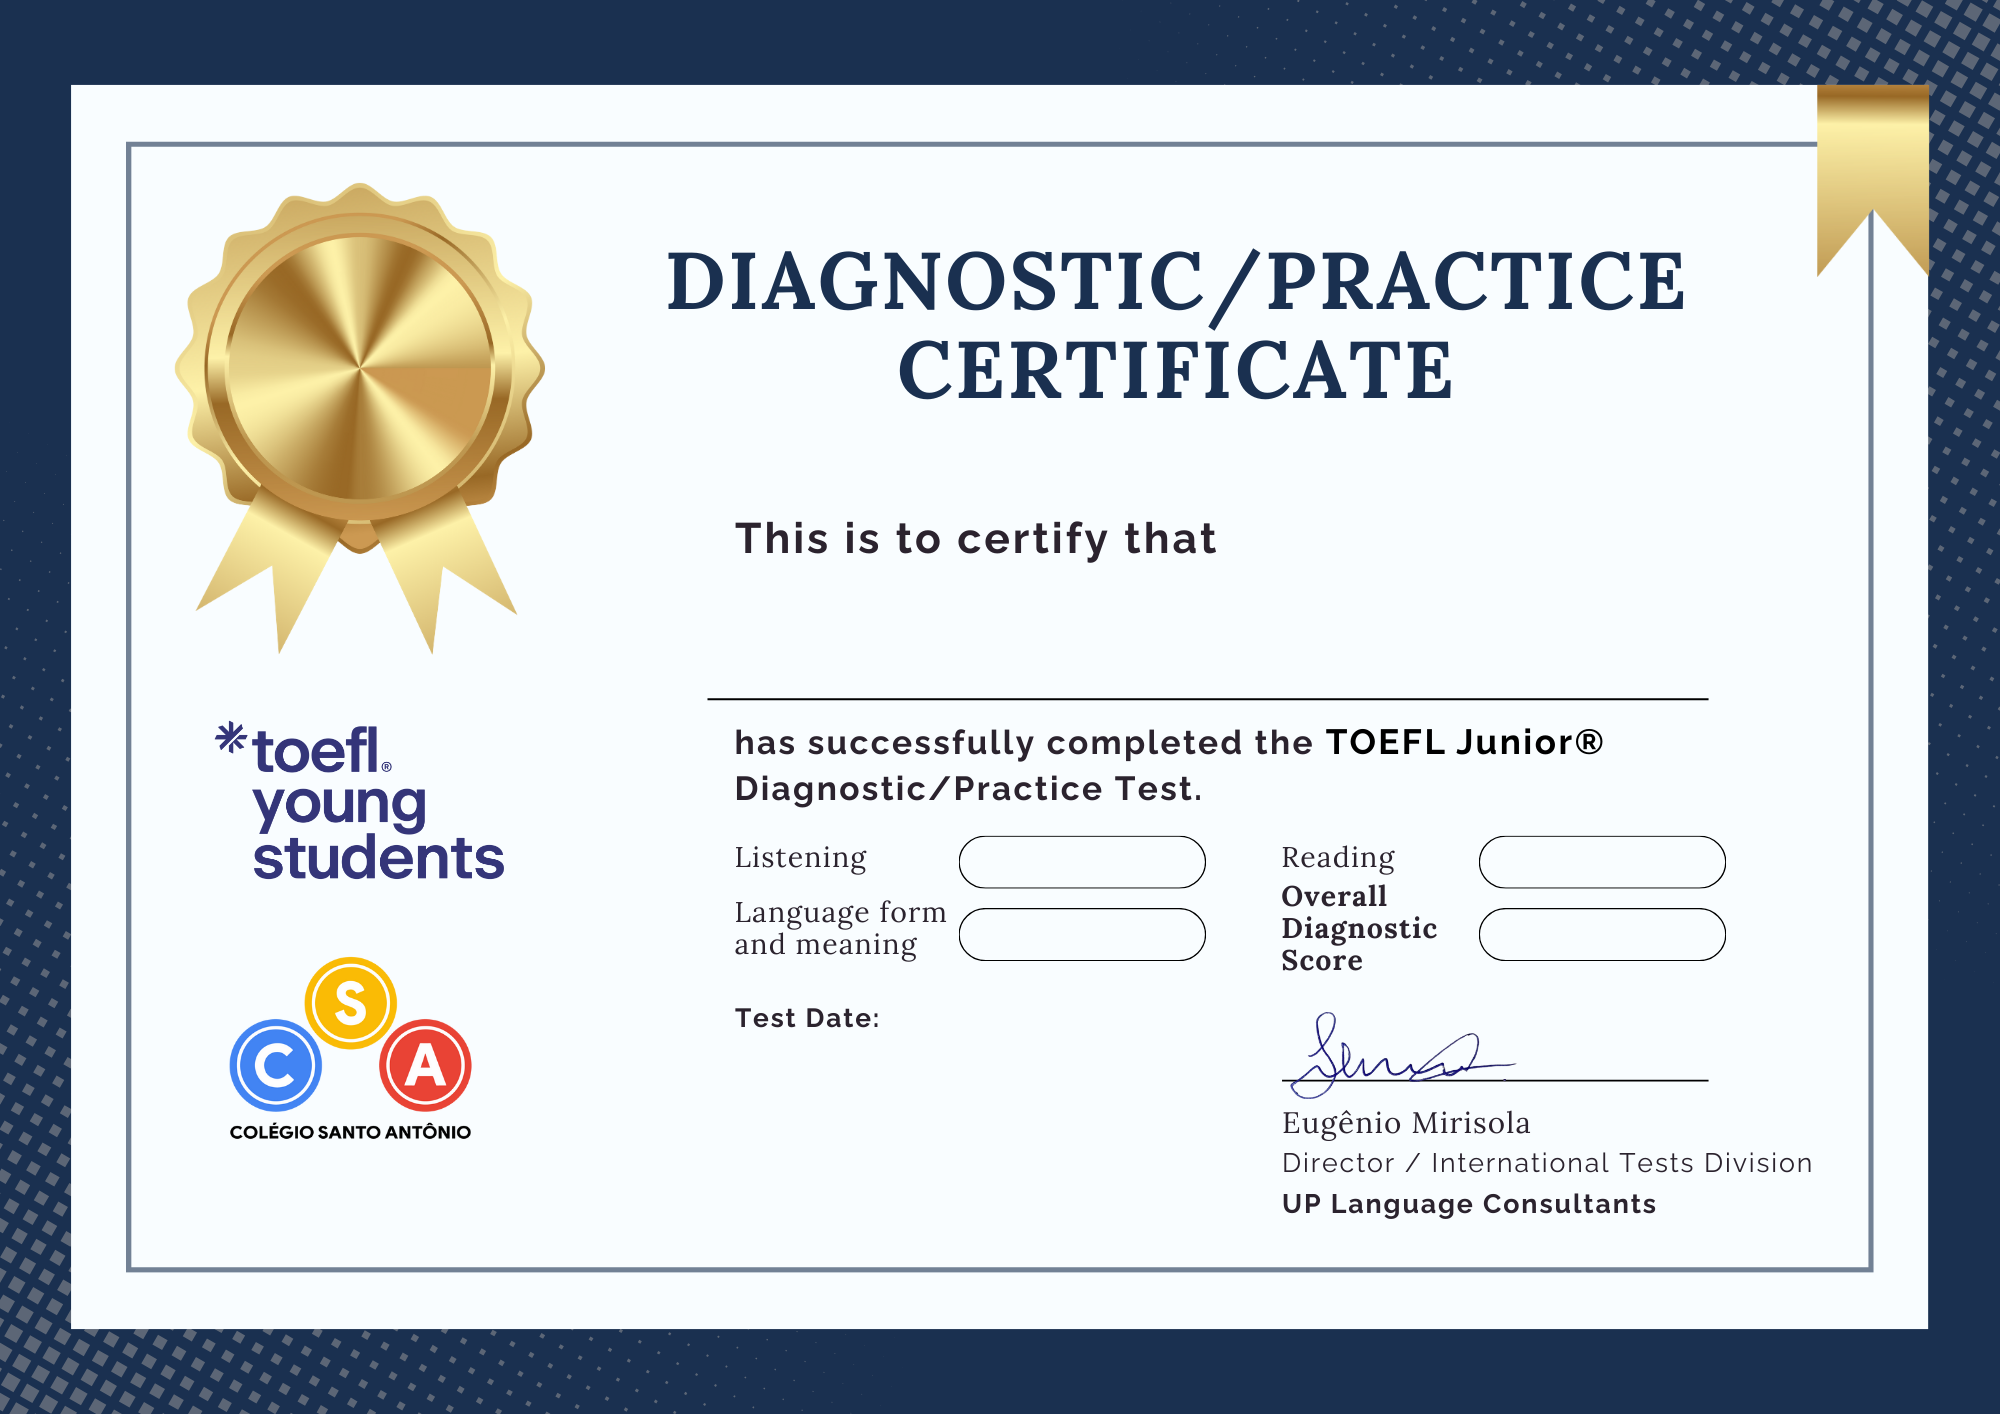 DIAGNOSTIC/PRACTICE
CERTIFICATE
This is to certify that
has successfully completed the TOEFL Junior®
Diagnostic/Practice Test.
Listening
Reading
Language form
and meaning
Overall
Diagnostic
Score
Test Date:
Eugênio Mirisola
Director / International Tests Division
UP Language Consultants
*toefl®
young
students
S
C A
COLÉGIO SANTO ANTÔNIO